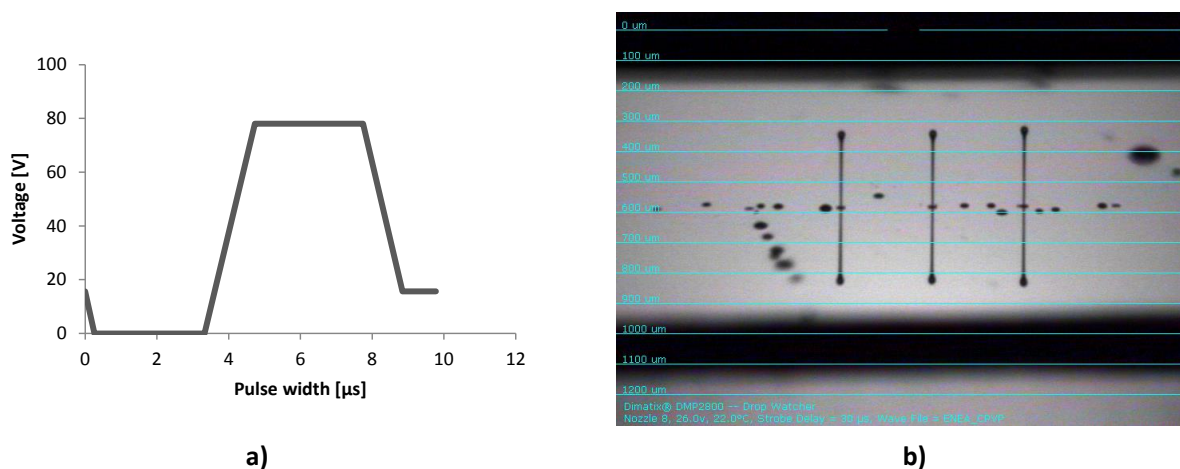 100
80
60
40
20
0
0 2 4 6 8 10 12
Voltage [V]
Pulse width [µs]
a)
0 um
100 um
200 um
300 um
400 um
500 um
600 um
700 um
800 um
900 um
1000 um
1100 um
1200 um
Dimatix® DMP2800 -- Drop Watcher
Nozzle 8, 26.0v, 22.0°C, Strobe Delay = 30 µs, Wave File = ENEA_CPVP
b)